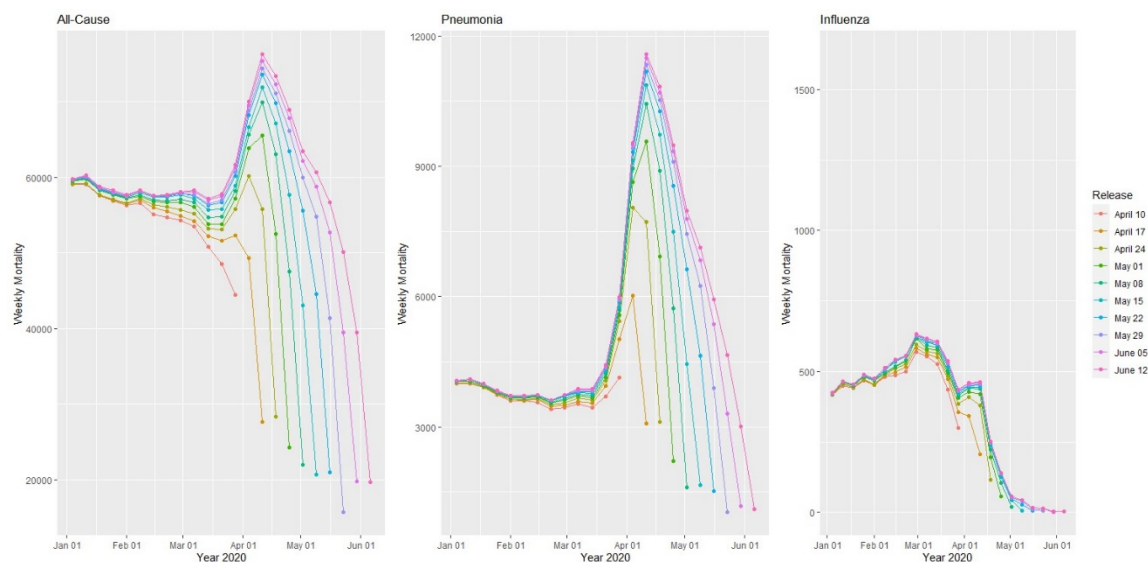 All-Cause
Weekly Mortality
60000
40000
20000
Jan 01 Feb 01 Mar 01 Apr 01 May 01 Jun 01
Year 2020
Pneumonia
Weekly Mortality
12000
9000
6000
3000
Jan 01 Feb 01 Mar 01 Apr 01 May 01 Jun 01
Year 2020
Influenza
Weekly Mortality
1500
1000
500
0
Jan 01 Feb 01 Mar 01 Apr 01 May 01 Jun 01
Year 2020
Release
April 10
April 17
April 24
May 01
May 08
May 15
May 22
May 29
June 05
June 12